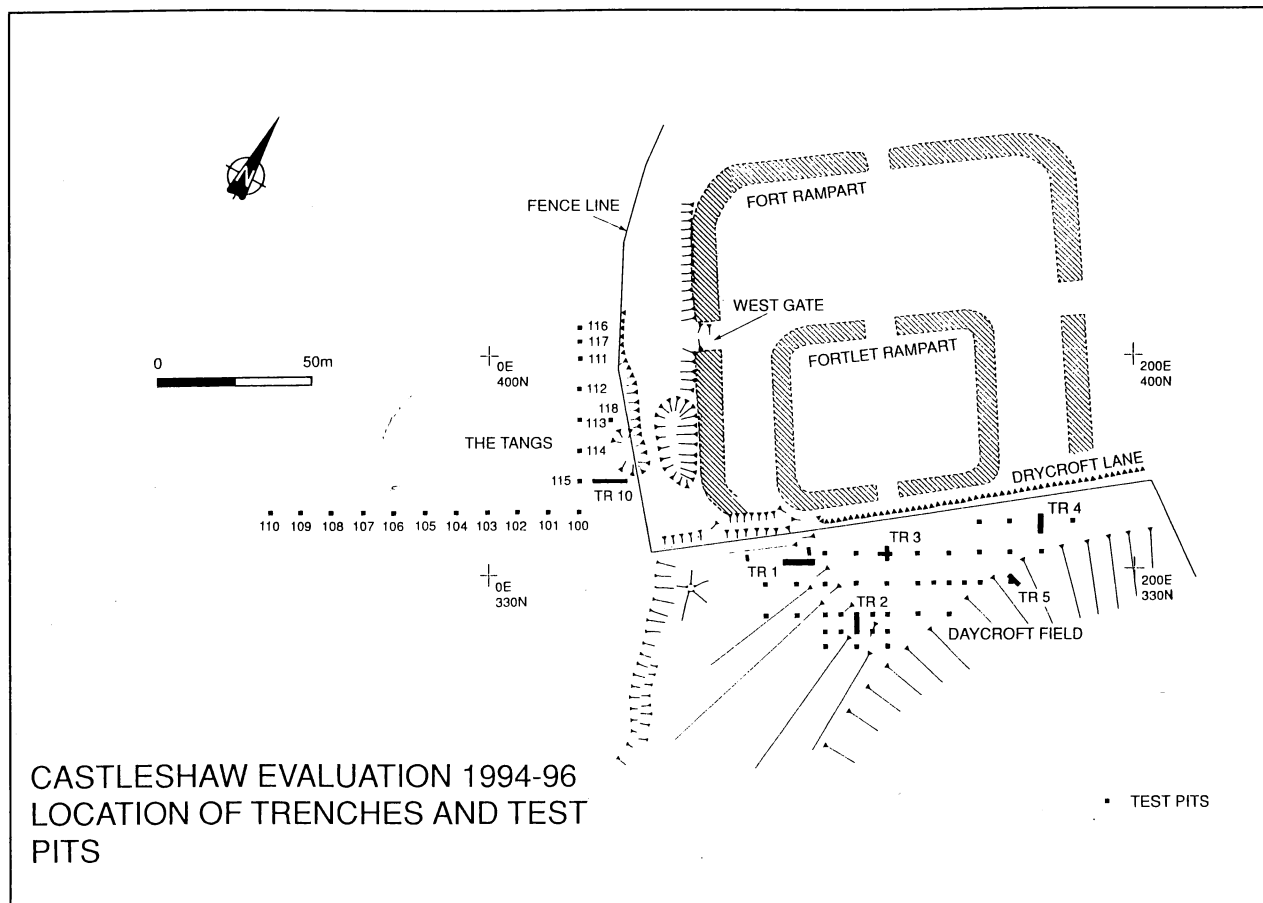 N
FORT RAMPART
FENCE LINE
WEST GATE
FORTLET RAMPART
116
117
111
112
118
113
114
115
0 50m
0E
400N
200E
400N
THE TANGS
TR 10
DRYCROFT LANE
110 109 108 107 106 105 104 103 102 101 100
TR 4
TR 3
TR 1
0E
330N
200E
330N
TR 5
TR 2
DAYCROFT FIELD
CASTLESHAW EVALUATION 1994-96
LOCATION OF TRENCHES AND TEST
PITS
TEST PITS